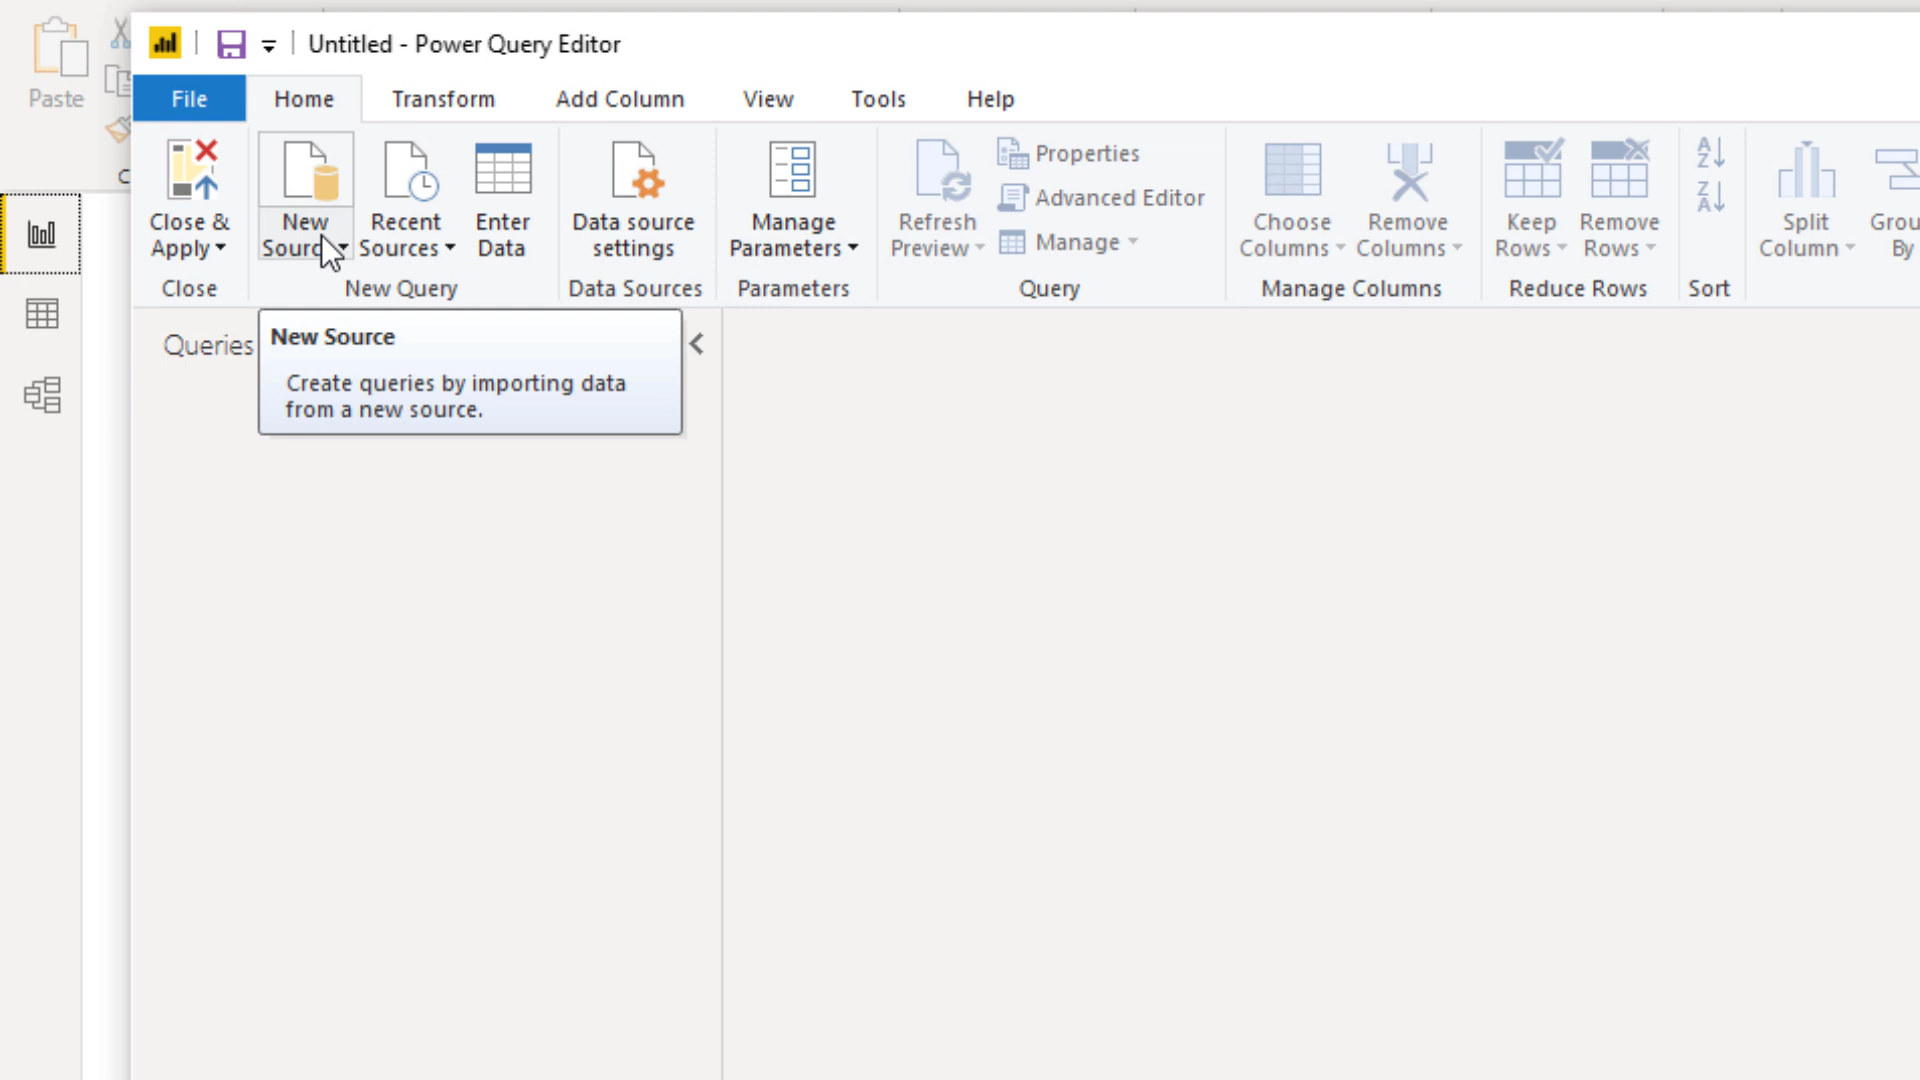 Untitled - Power Query Editor
Paste
File
Home
Transform
Add Column
View
Tools
Help
Close &
Apply
New
Recent
Sources
Enter
Data
Data source
settings
Manage
Parameters
Refresh
Preview
Properties
Advanced Editor
Manage
Choose
Columns
Remove
Columns
Keep
Rows
Remove
Rows
A
Z
Z
A
Split
Column
By
Close
New Query
Data Sources
Parameters
Query
Manage Columns
Reduce Rows
Sort
Queries
New Source
Create queries by importing data
from a new source.